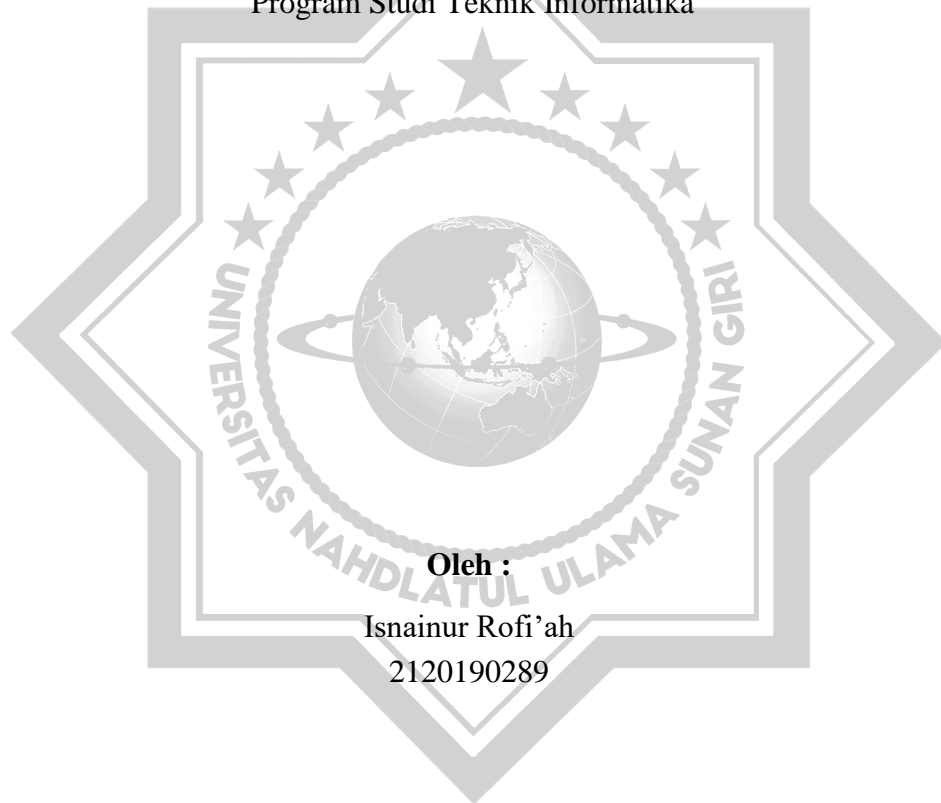 Program Studi Teknik Informatika
UNIVERSITAS NAHDLATUL ULAMA SUNAN GIRI
Oleh :
Isnainur Rofi’ah
2120190289